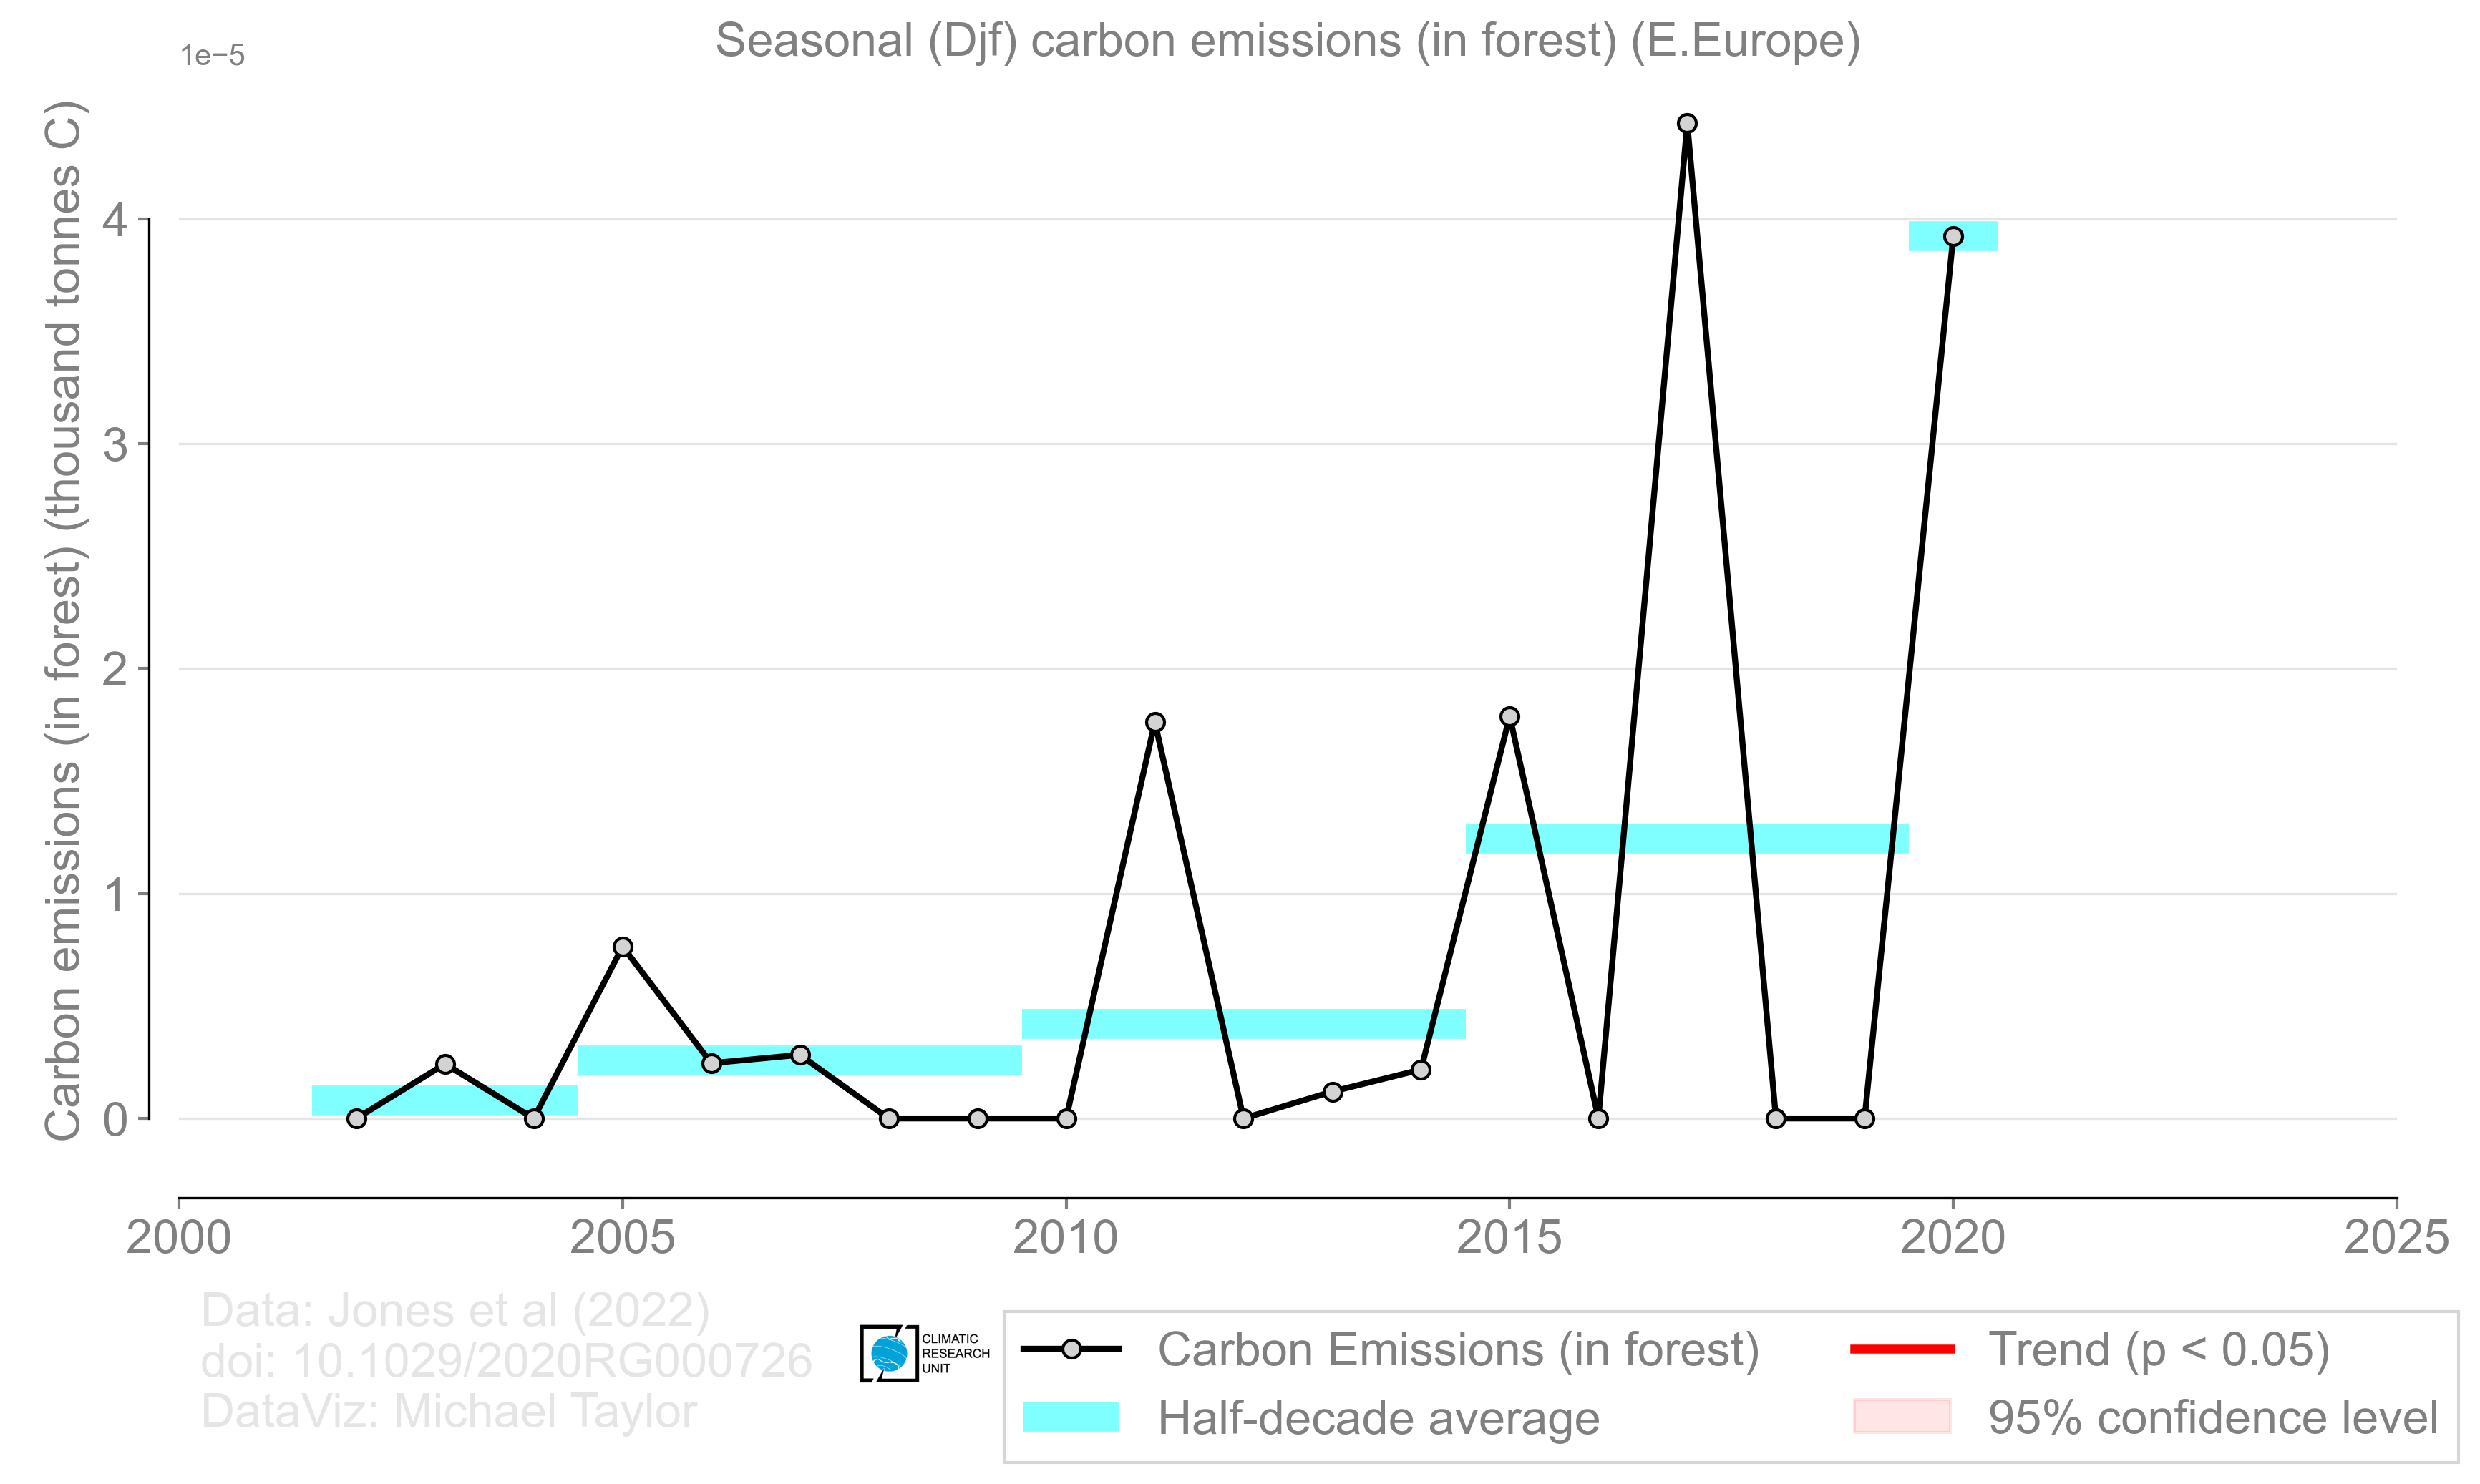 Seasonal (Djf) carbon emissions (in forest) (E.Europe)
1e−5
Carbon emissions (in forest) (thousand tonnes C)
4
3
2
1
0
2000 2005 2010 2015 2020 2025
Data: Jones et al (2022)
doi: 10.1029/2020RG000726
DataViz: Michael Taylor
CLIMATIC
RESEARCH
UNIT
Carbon Emissions (in forest)
Half-decade average
Trend (p < 0.05)
95% confidence level